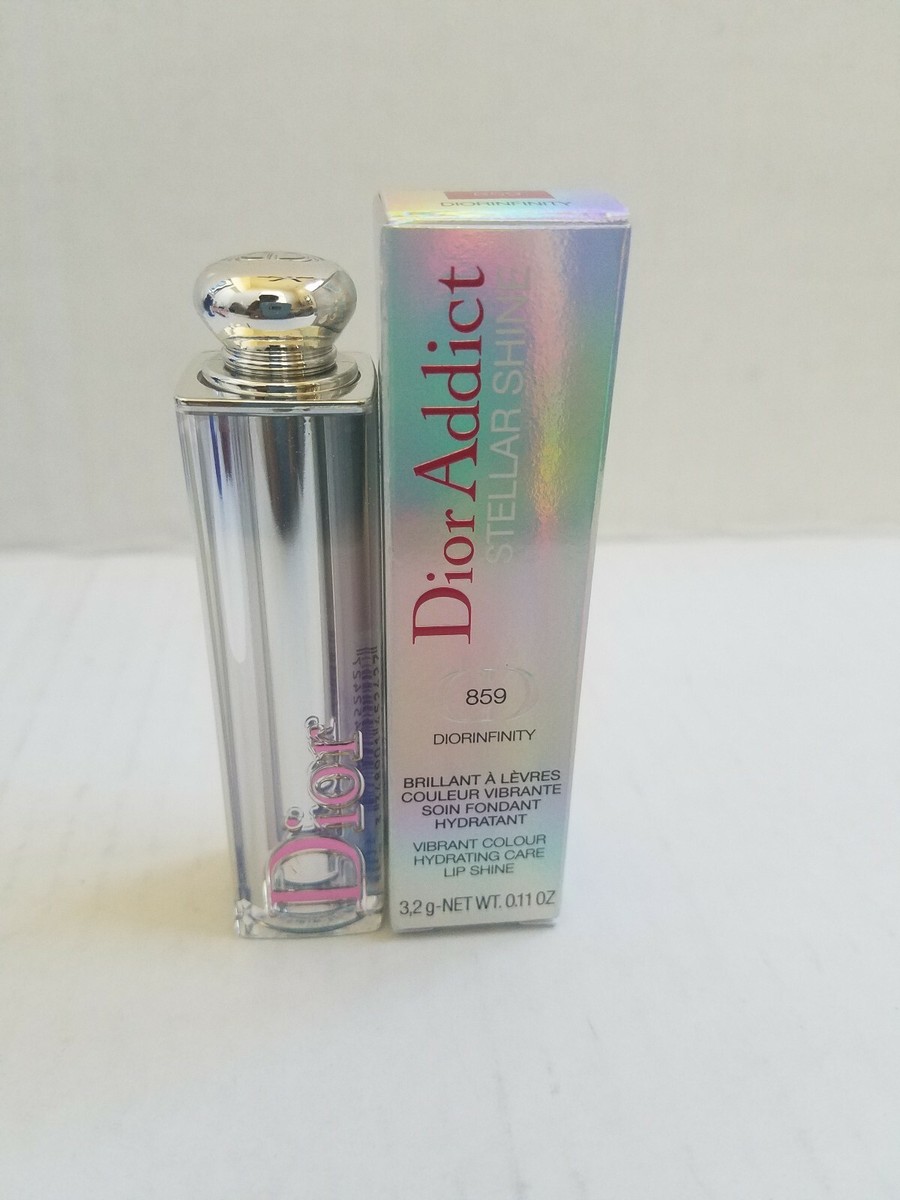 DIORINFINITY
Dior Addict
STELLAR SHINE
859
DIORINFINITY
BRILLANT À LÈVRES
COULEUR VIBRANTE
SOIN FONDANT
HYDRATANT
VIBRANT COLOUR
HYDRATING CARE
LIP SHINE
3,2 g-NET WT. 0.11 OZ
Dior